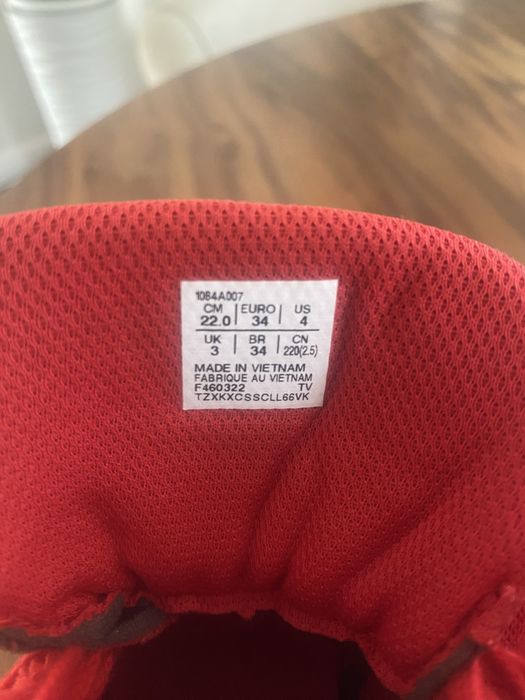 1084A007
CM | EURO | US
22.0 | 34 | 4
UK | BR | CN
3 | 34 | 220(2.5)
MADE IN VIETNAM
FABRIQUE AU VIETNAM
F460322 TV
TZXKXCSSCLL66VK